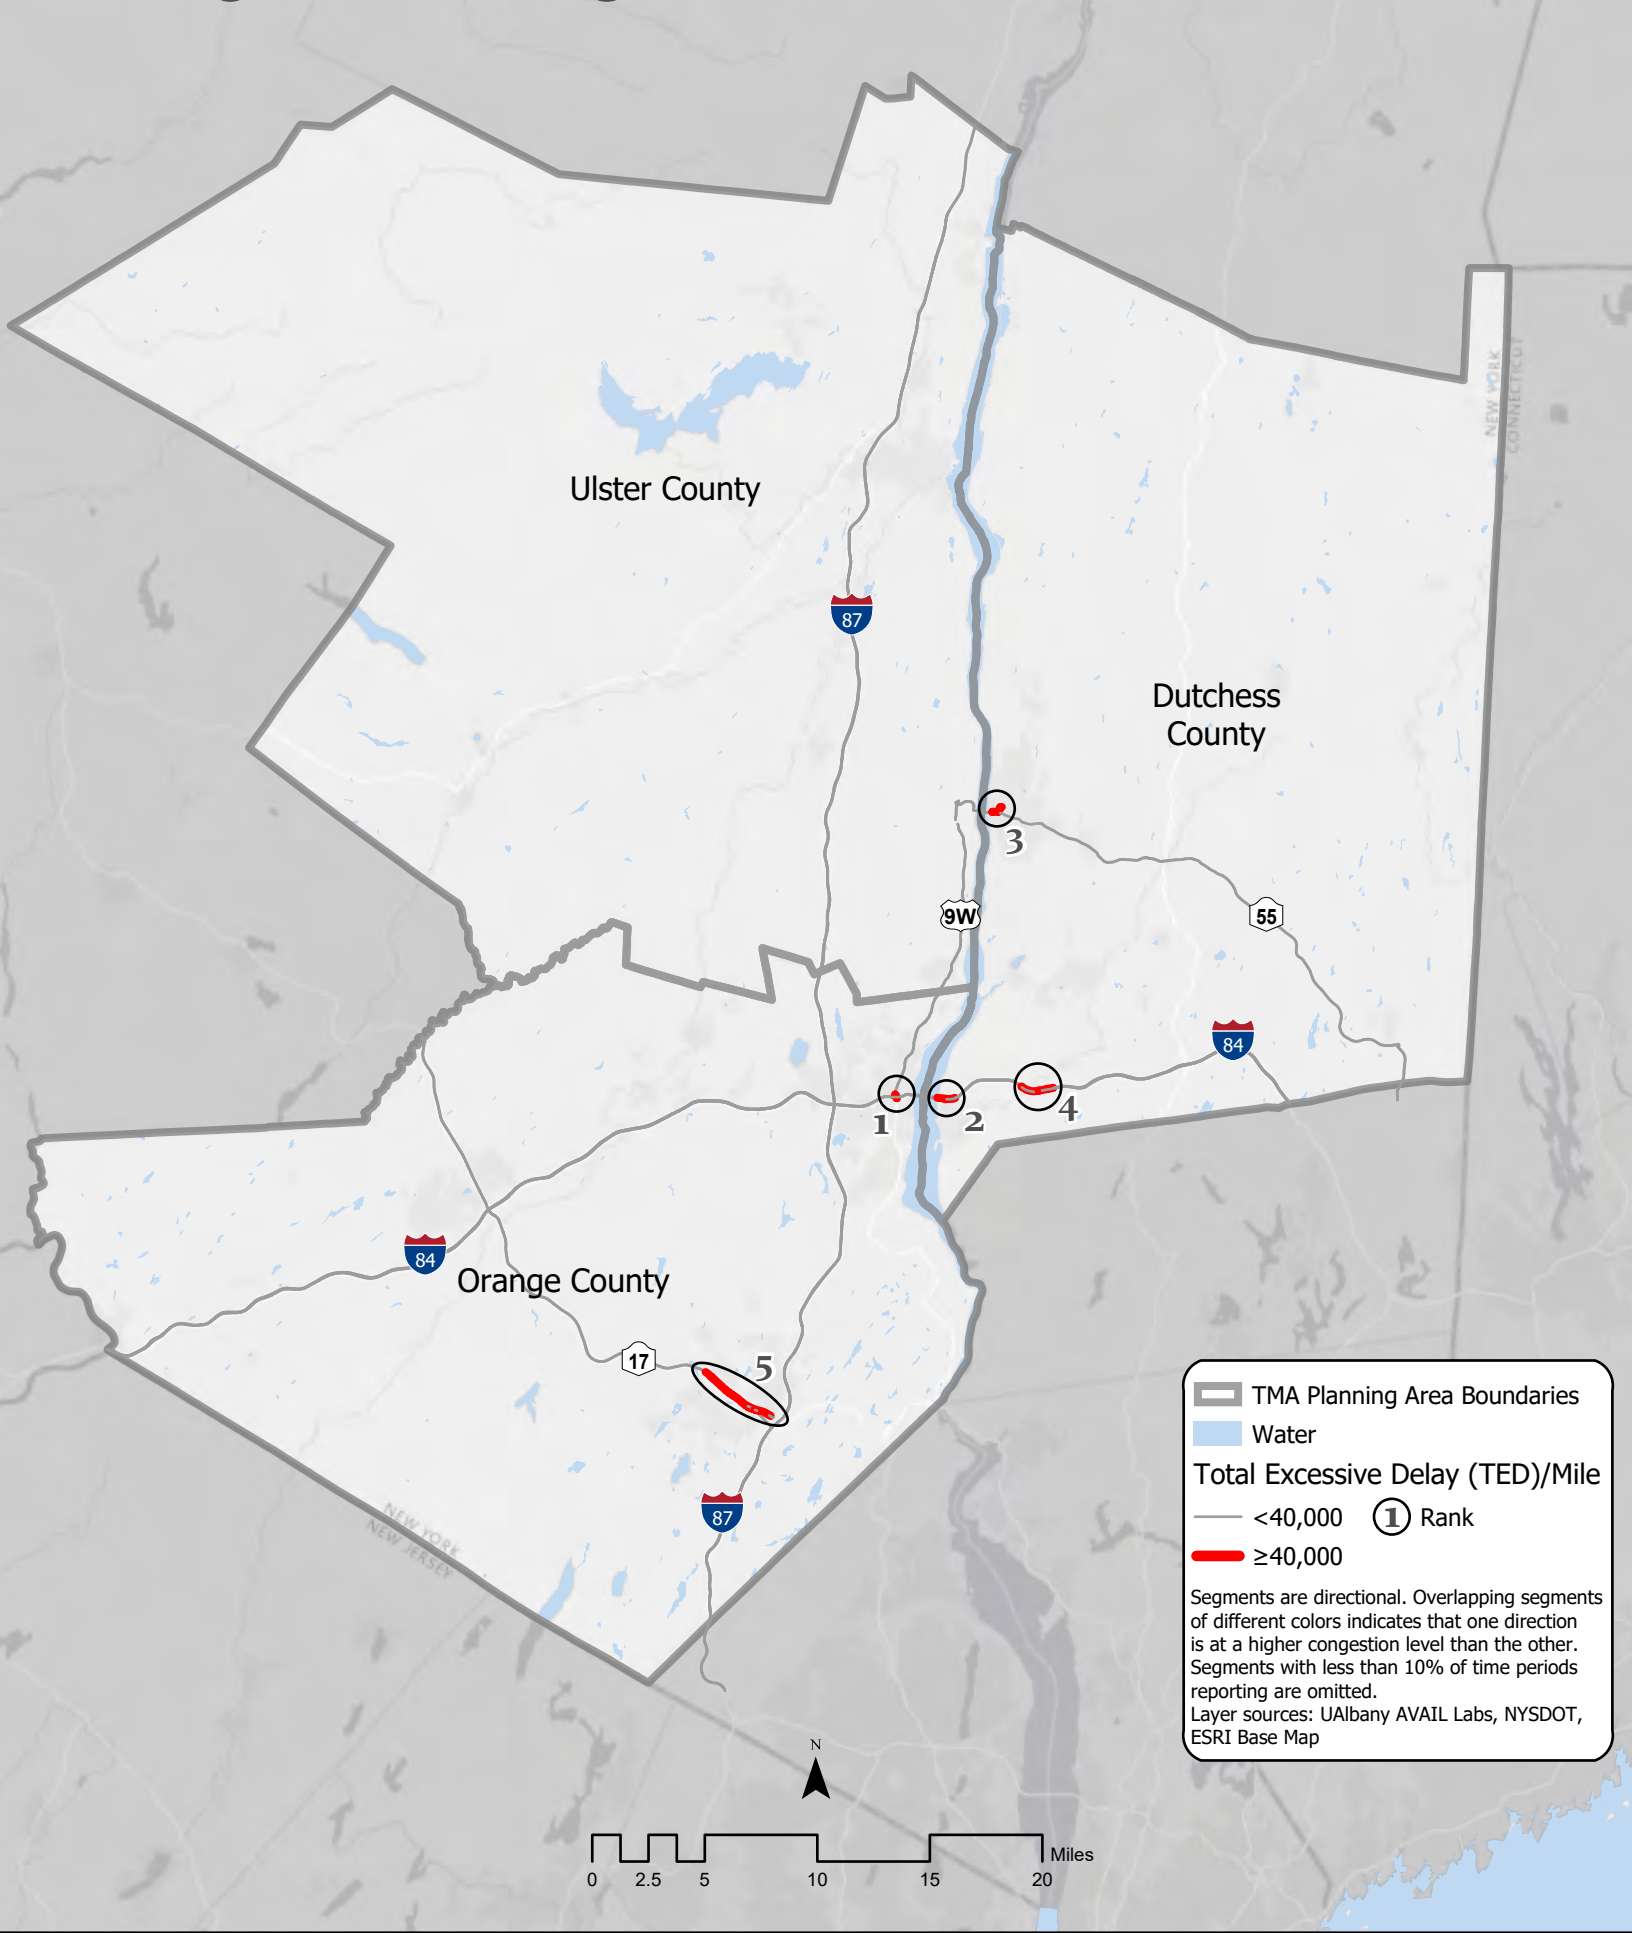 NEW YORK
CONNECTICUT
Ulster County
87
Dutchess
County
3
9W
55
84
1
2
4
84
Orange County
17
5
87
NEW YORK
NEW JERSEY
TMA Planning Area Boundaries
Water
Total Excessive Delay (TED)/Mile
<40,000 1 Rank
≥40,000
Segments are directional. Overlapping segments
of different colors indicates that one direction
is at a higher congestion level than the other.
Segments with less than 10% of time periods
reporting are omitted.
Layer sources: UAlbany AVAIL Labs, NYSDOT,
ESRI Base Map
N
Miles
0 2.5 5 10 15 20